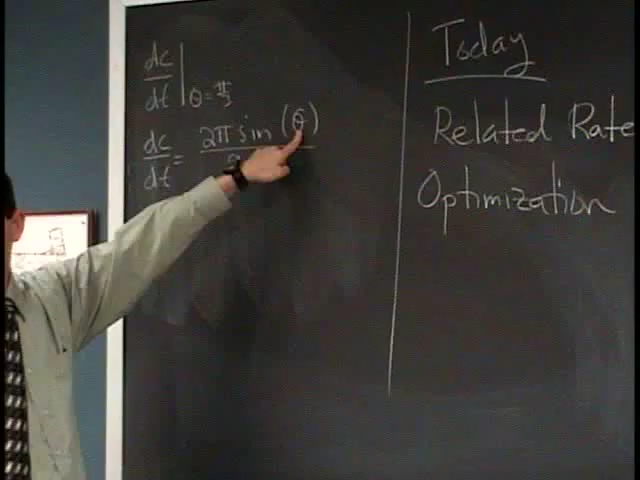 dc
dt
θ = π
3
dc
dt
= 2π sin (θ)
Today
Related Rate
Optimization